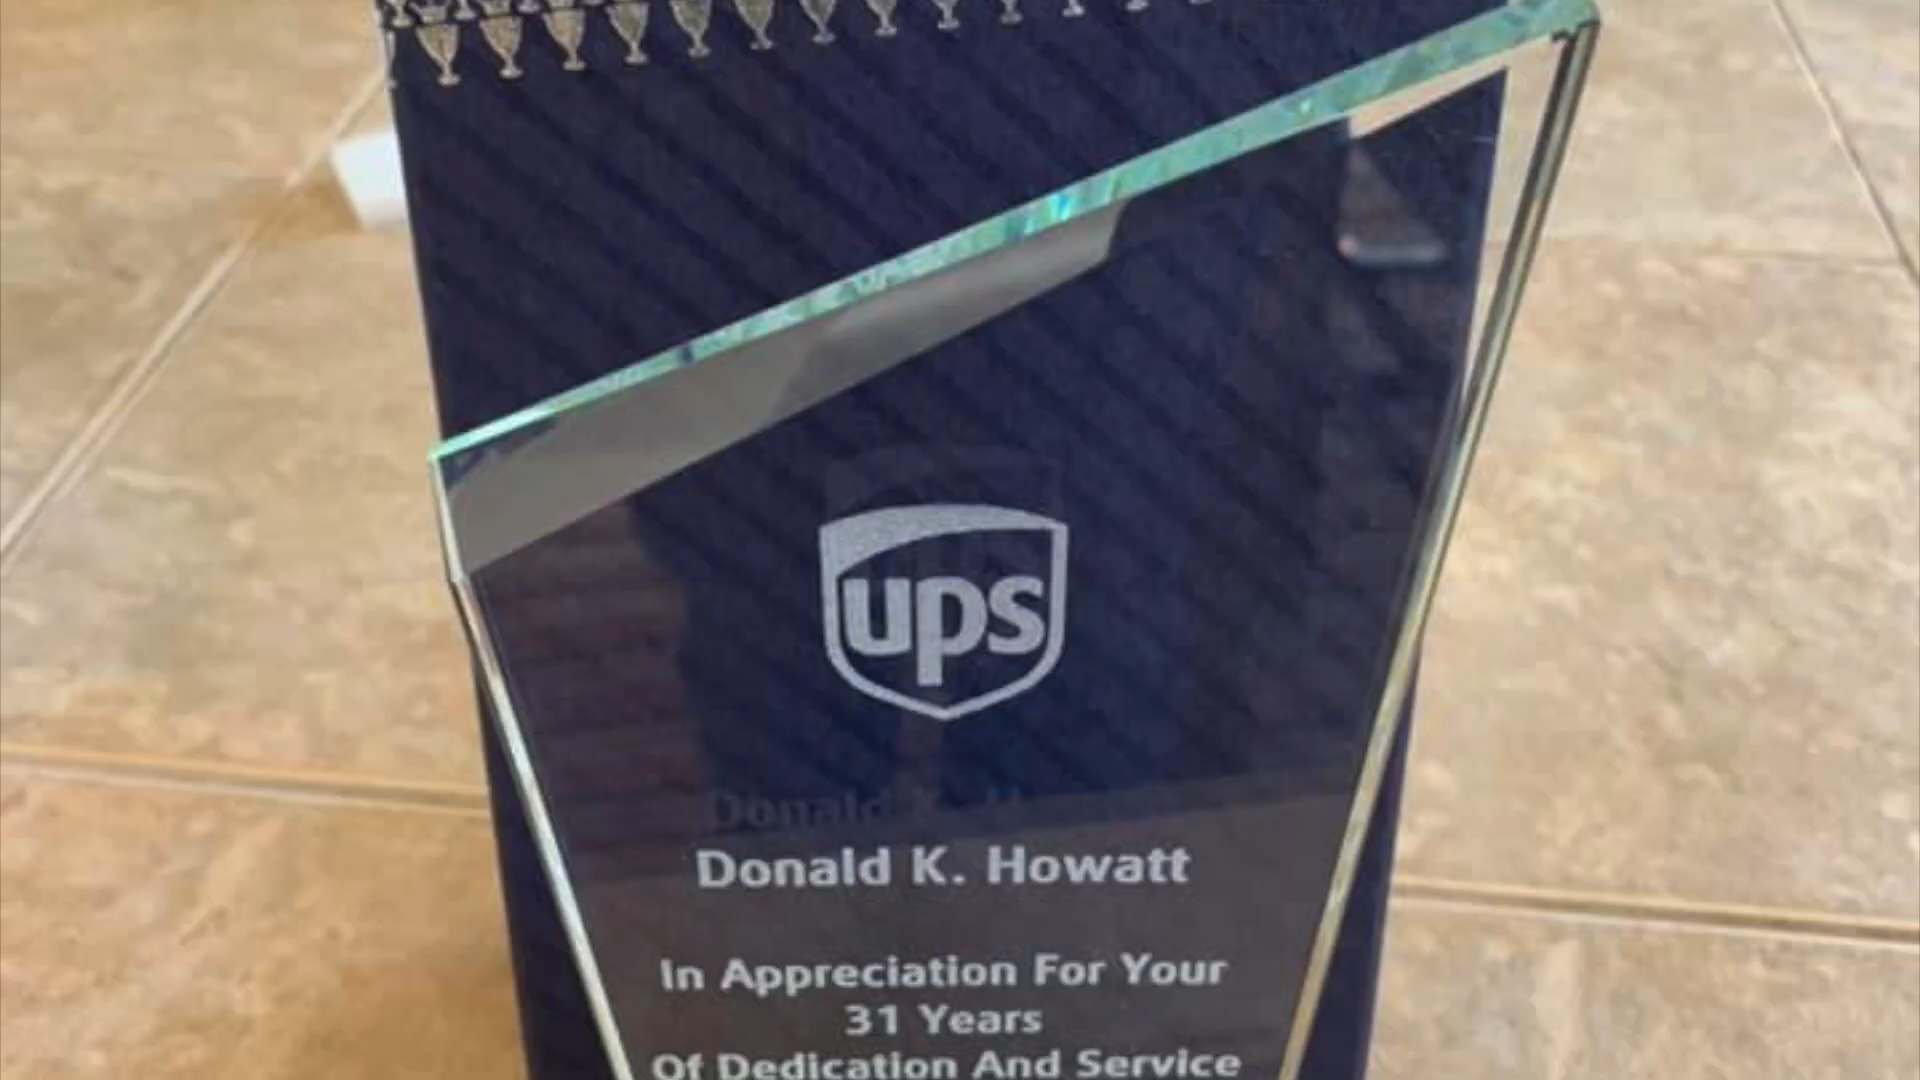 ups
Donald K. Howatt
In Appreciation For Your
31 Years
Of Dedication And Service